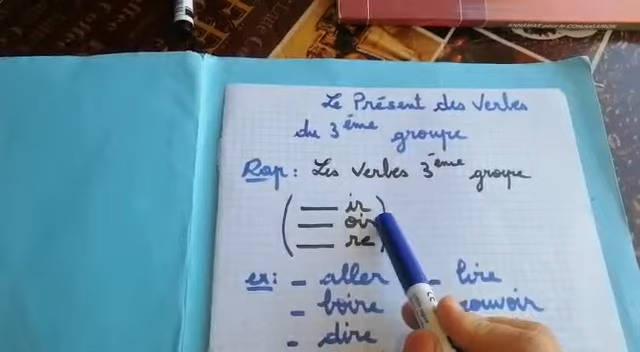 Le Présent des Verbes
du 3ème groupe
Rap: Les verbes 3ème groupe
( — ir )
— oir
— re
ex: - aller - lire
- boire ouvoir
- dire